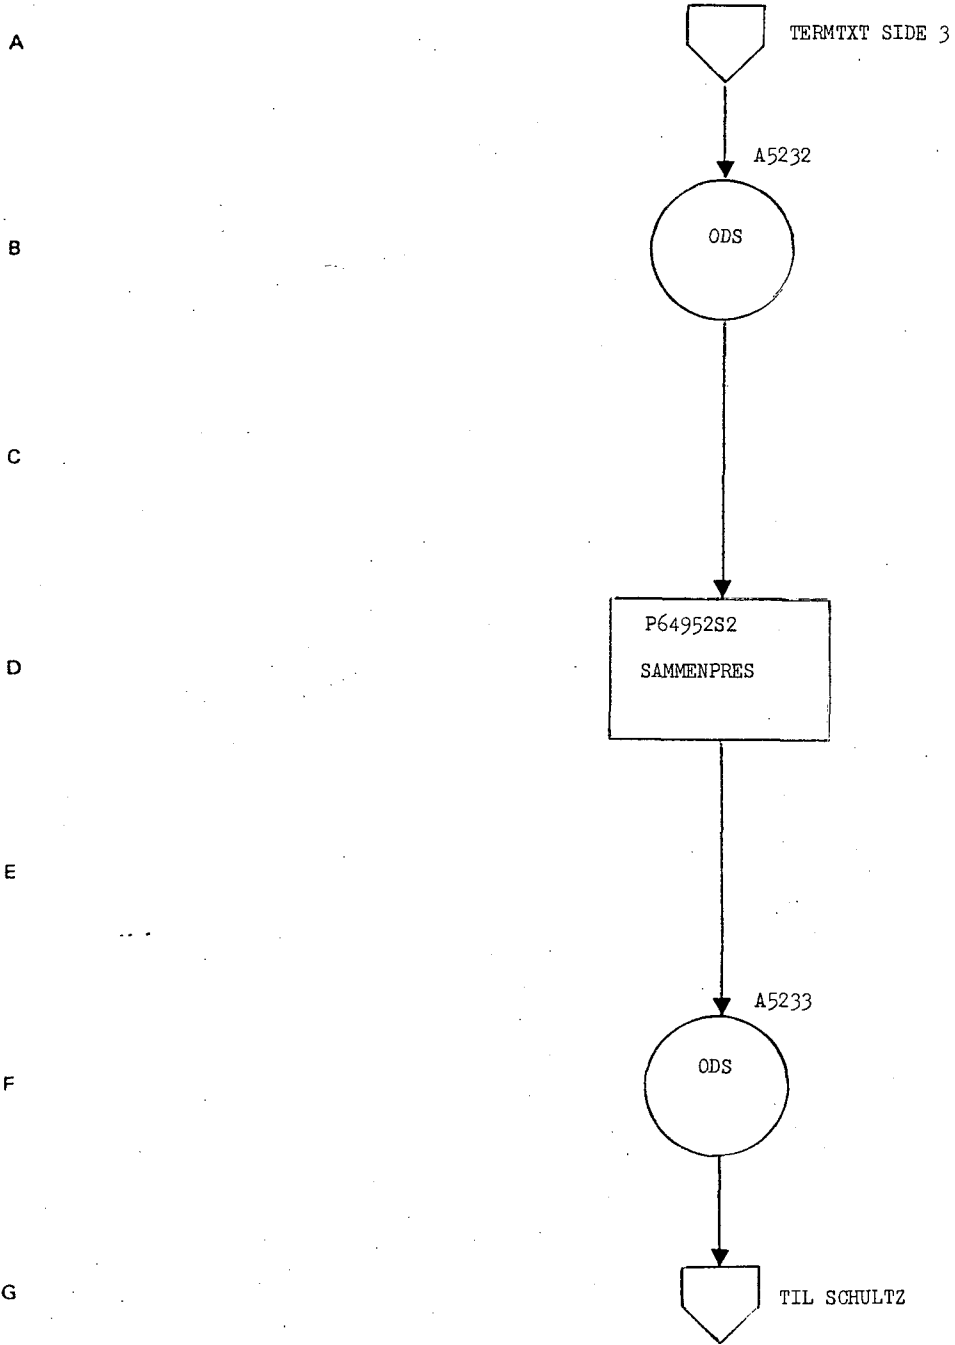 A
TERMTXT SIDE 3
A5232
B
ODS
C
P64952S2
D
SAMMENPRES
E
A5233
F
ODS
G
TIL SCHULTZ